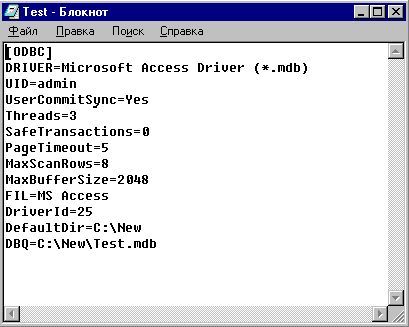 Test - Блокнот
Файл Правка Поиск Справка
[ODBC]
DRIVER=Microsoft Access Driver (*.mdb)
UID=admin
UserCommitSync=Yes
Threads=3
SafeTransactions=0
PageTimeout=5
MaxScanRows=8
MaxBufferSize=2048
FIL=MS Access
DriverId=25
DefaultDir=C:\New
DBQ=C:\New\Test.mdb